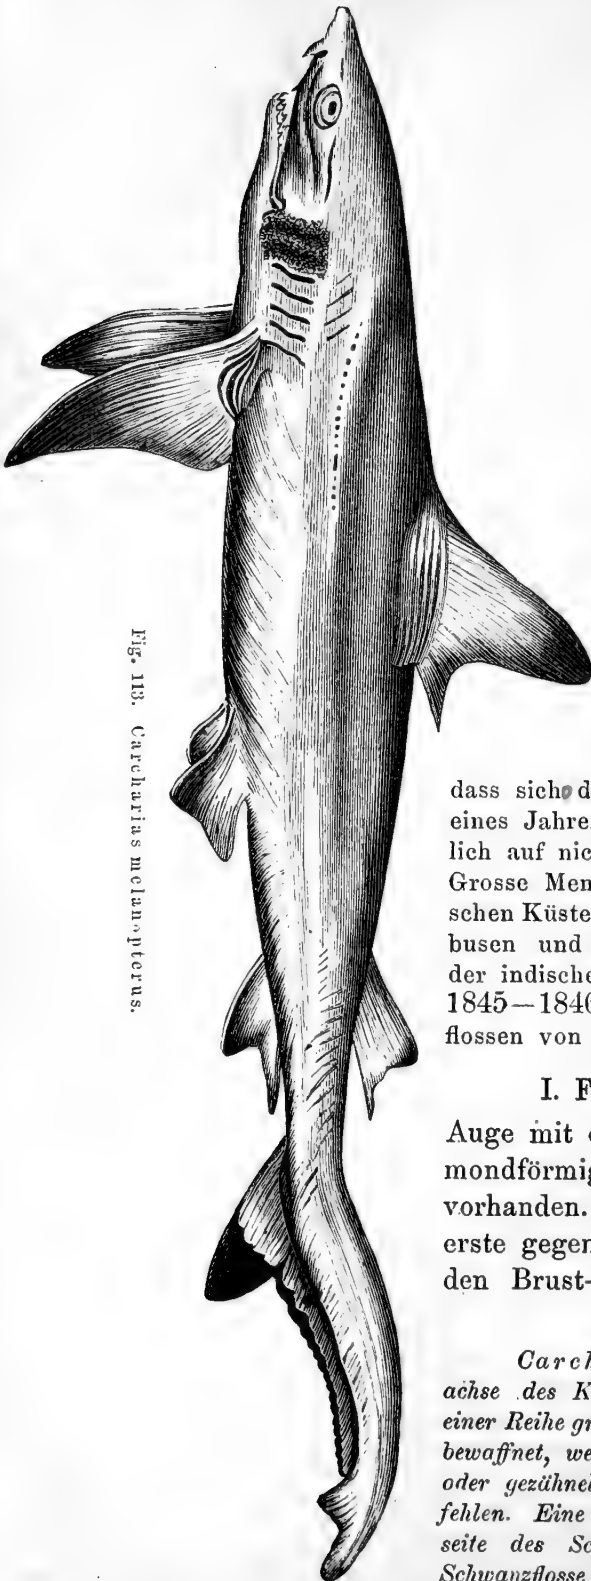 Fig. 113. Carcharias melanopterus.
dass sich d
eines Jahre
lich auf nic
Grosse Men
schen Küste
busen und
der indische
1845—1846
flossen von
I. F
Auge mit
mondförmig
vorhanden.
erste gegen
den Brust-
Carch
achse des K
einer Reihe gr
bewaffnet, we
oder gezähnel
fehlen. Eine
seite des Sc
Schwanzflosse